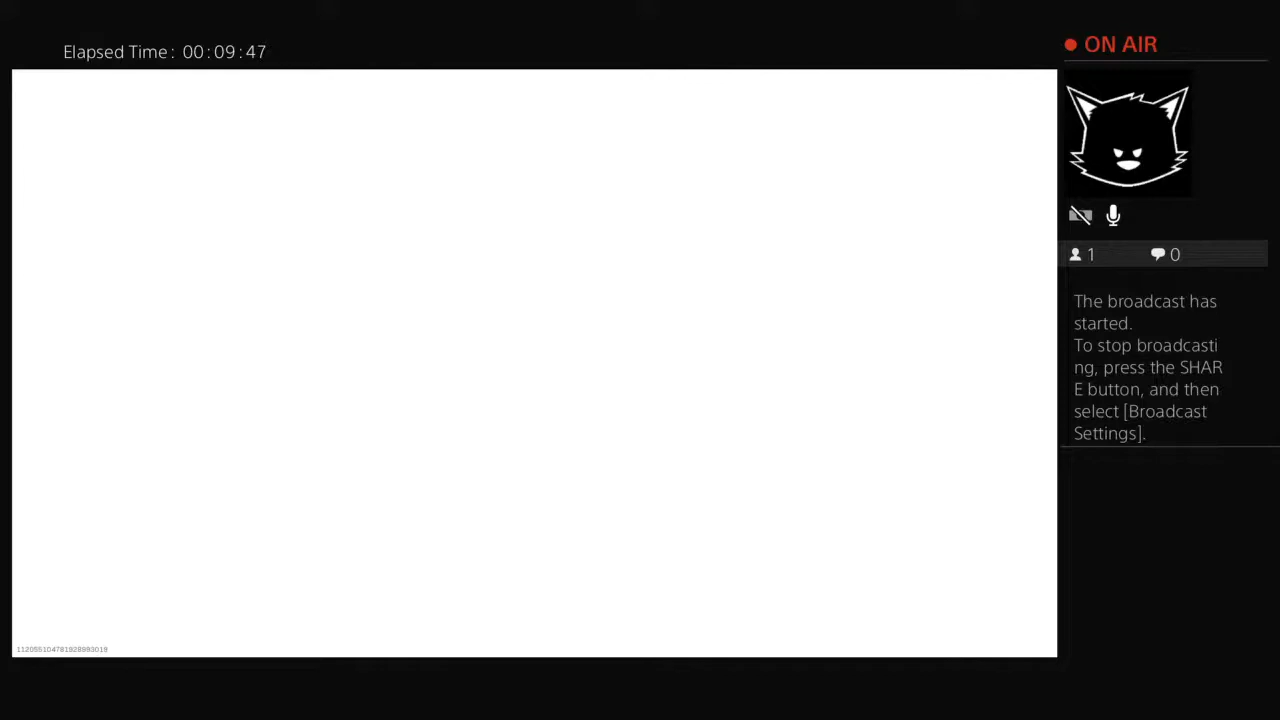 Elapsed Time: 00:09:47
ON AIR
1 0
The broadcast has
started.
To stop broadcasti
ng, press the SHAR
E button, and then
select [Broadcast
Settings].